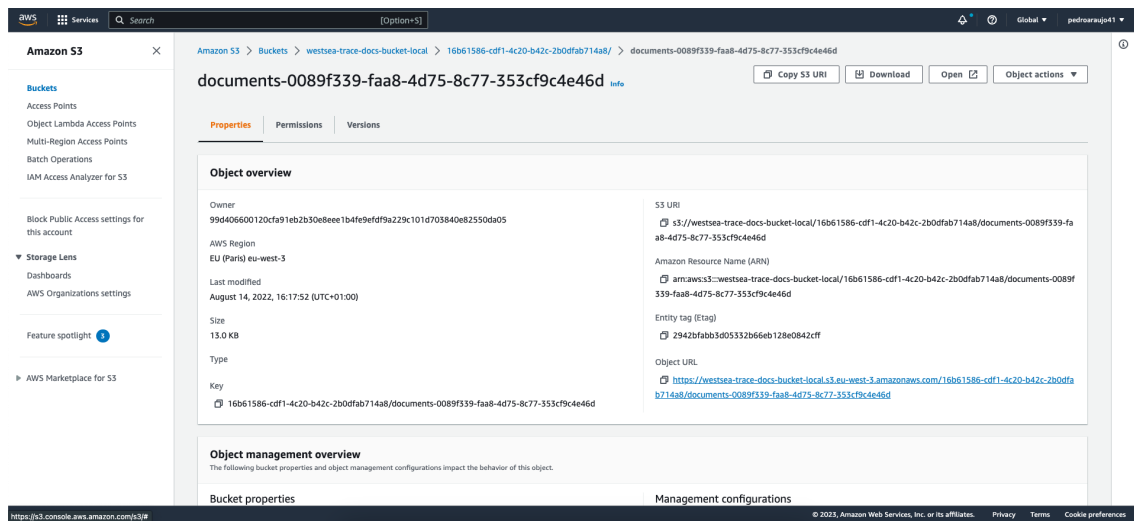 aws
Services
Search
[Option+S]
Global ▼
pedroaraujo41 ▼
Amazon S3
Buckets
Access Points
Object Lambda Access Points
Multi-Region Access Points
Batch Operations
IAM Access Analyzer for S3
Block Public Access settings for
this account
▼ Storage Lens
Dashboards
AWS Organizations settings
Feature spotlight 3
▶ AWS Marketplace for S3
Amazon S3 > Buckets > westsea-trace-docs-bucket-local > 16b61586-cdf1-4c20-b42c-2b0dfab714a8/ > documents-0089f339-faa8-4d75-8c77-353cf9c4e46d
documents-0089f339-faa8-4d75-8c77-353cf9c4e46d Info
Copy S3 URI
Download
Open
Object actions ▼
Properties
Permissions
Versions
Object overview
Owner
99d406600120cfa91eb2b30e8eee1b4fe9efdf9a229c101d703840e82550da05
AWS Region
EU (Paris) eu-west-3
Last modified
August 14, 2022, 16:17:52 (UTC+01:00)
Size
13.0 KB
Type
Key
16b61586-cdf1-4c20-b42c-2b0dfab714a8/documents-0089f339-faa8-4d75-8c77-353cf9c4e46d
S3 URI
s3://westsea-trace-docs-bucket-local/16b61586-cdf1-4c20-b42c-2b0dfab714a8/documents-0089f339-fa
a8-4d75-8c77-353cf9c4e46d
Amazon Resource Name (ARN)
arn:aws:s3:::westsea-trace-docs-bucket-local/16b61586-cdf1-4c20-b42c-2b0dfab714a8/documents-0089f
339-faa8-4d75-8c77-353cf9c4e46d
Entity tag (Etag)
2942bfabb3d05332b66eb128e0842cff
Object URL
https://westsea-trace-docs-bucket-local.s3.eu-west-3.amazonaws.com/16b61586-cdf1-4c20-b42c-2b0dfa
b714a8/documents-0089f339-faa8-4d75-8c77-353cf9c4e46d
Object management overview
The following bucket properties and object management configurations impact the behavior of this object.
Bucket properties
Management configurations
https://s3.console.aws.amazon.com/s3/#
© 2023, Amazon Web Services, Inc. or its affiliates.
Privacy
Terms
Cookie preferences